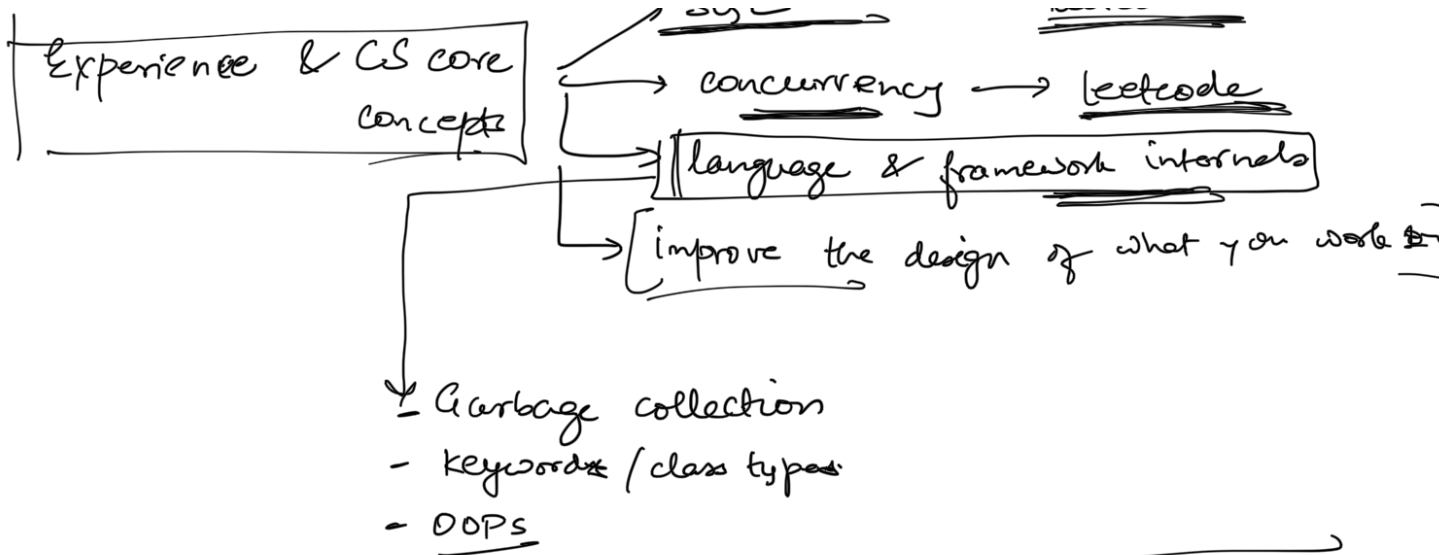 Experience & CS core
concepts
concurrency → leetcode
language & framework internals
improve the design of what you work on
- Garbage collection
- keywords / class types
- OOPs